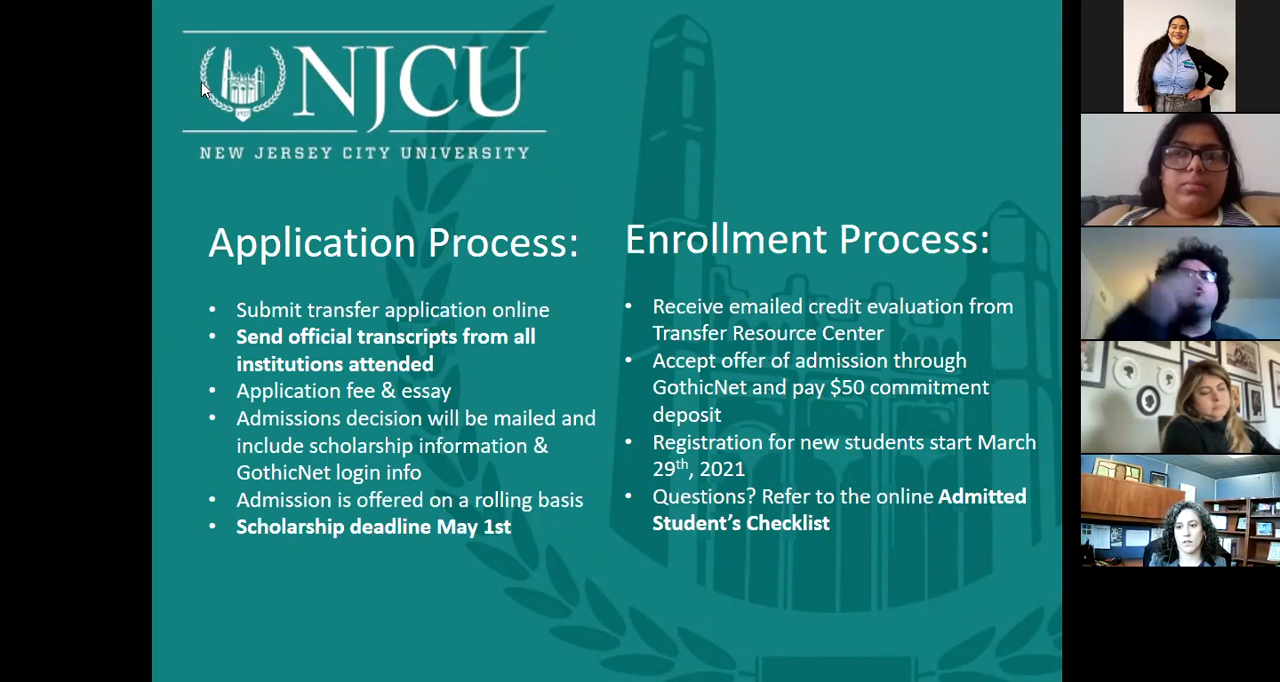 NJCU
NEW JERSEY CITY UNIVERSITY
Application Process:
• Submit transfer application online
• Send official transcripts from all
institutions attended
• Application fee & essay
• Admissions decision will be mailed and
include scholarship information &
GothicNet login info
• Admission is offered on a rolling basis
• Scholarship deadline May 1st
Enrollment Process:
• Receive emailed credit evaluation from
Transfer Resource Center
• Accept offer of admission through
GothicNet and pay $50 commitment
deposit
• Registration for new students start March
29th, 2021
• Questions? Refer to the online Admitted
Student’s Checklist